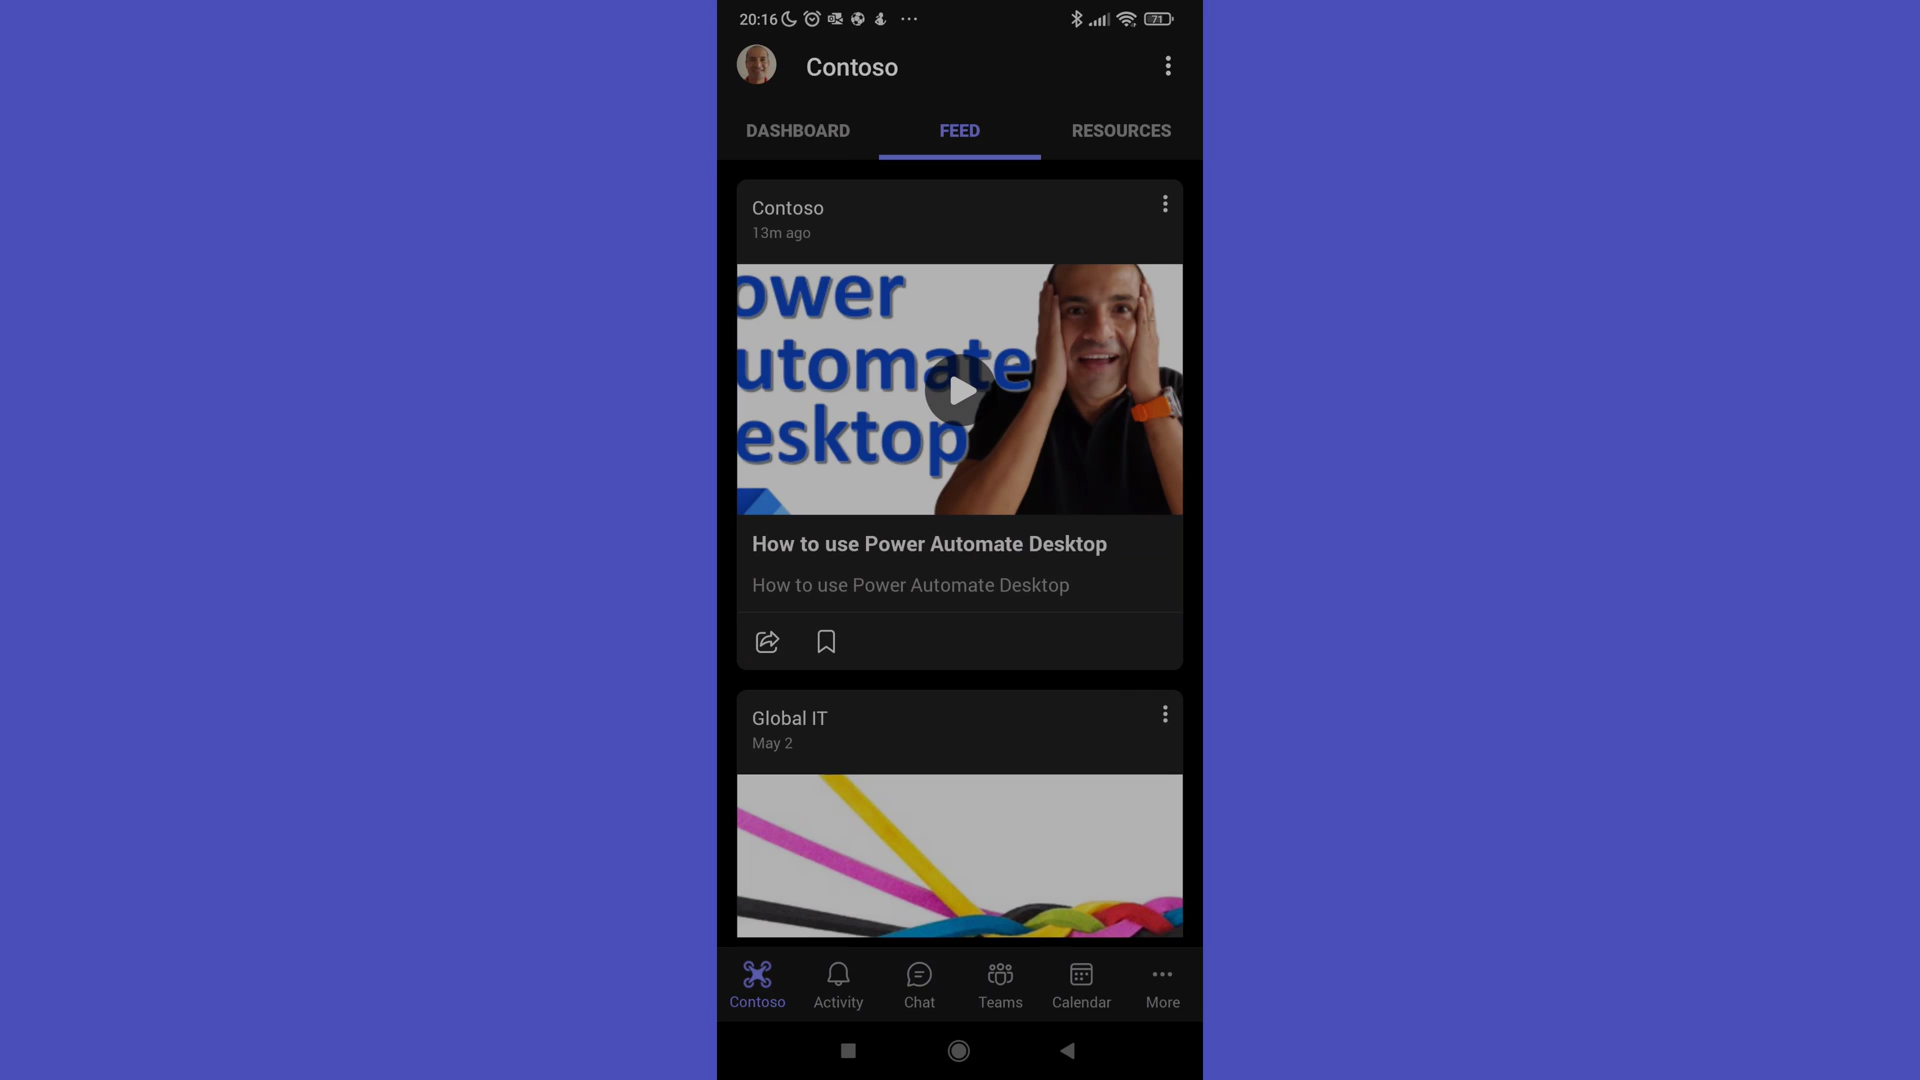 20:16
71
Contoso
DASHBOARD
FEED
RESOURCES
Contoso
13m ago
ower
utomate
esktop
How to use Power Automate Desktop
How to use Power Automate Desktop
Global IT
May 2
Contoso
Activity
Chat
Teams
Calendar
More